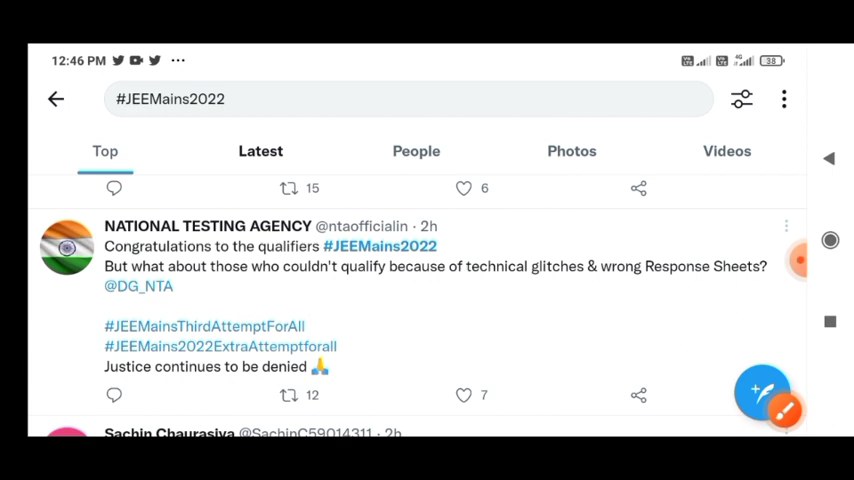 12:46 PM
38
#JEEMains2022
Top Latest People Photos Videos
15 6
NATIONAL TESTING AGENCY @ntaofficialin · 2h
Congratulations to the qualifiers #JEEMains2022
But what about those who couldn't qualify because of technical glitches & wrong Response Sheets?
@DG_NTA
#JEEMainsThirdAttemptForAll
#JEEMains2022ExtraAttemptforall
Justice continues to be denied 🙏
12 7
Sachin Chaurasiya @SachinC59014311 · 2h